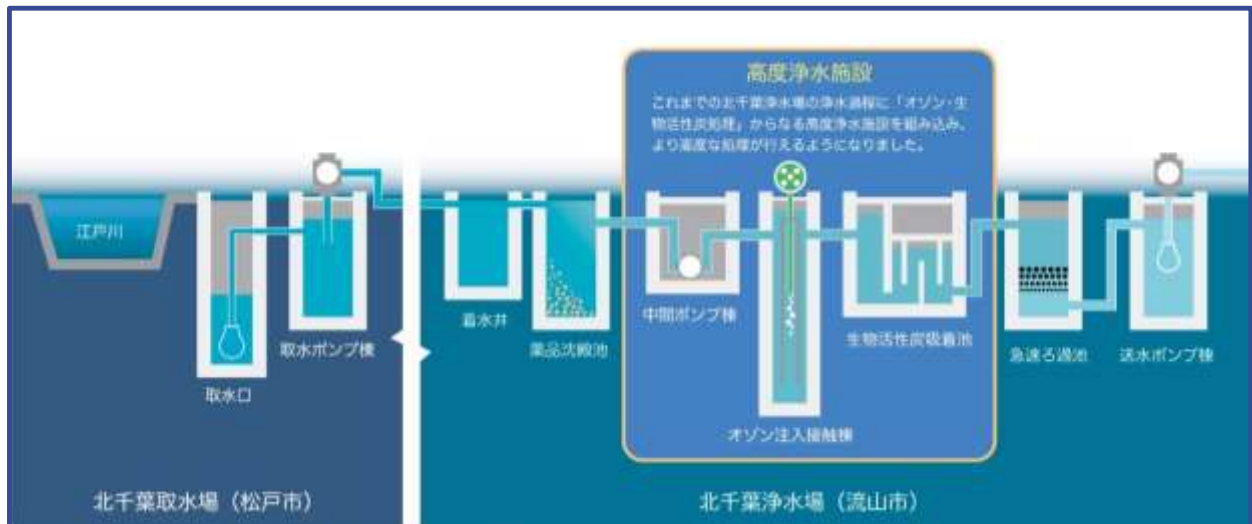 高度浄水施設
これまでの北千葉浄水場の浄水過程に「オゾン・生
物活性炭処理」からなる高度浄水施設を組み込み、
より高度な処理が行えるようになりました。
江戸川
取水口
取水ポンプ棟
着水井
薬品沈殿池
中間ポンプ棟
オゾン注入接触棟
生物活性炭吸着池
急速ろ過池
送水ポンプ棟
北千葉取水場（松戸市）
北千葉浄水場（流山市）